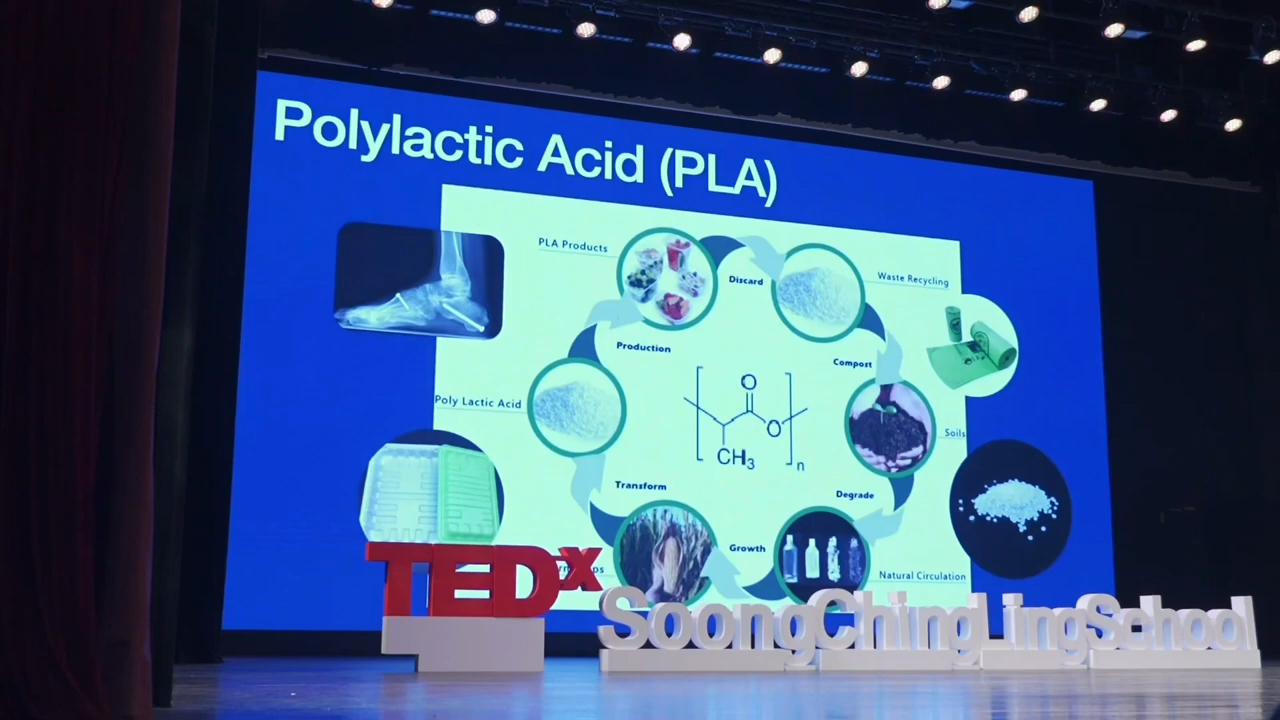 Polylactic Acid (PLA)
PLA Products
Discard
Waste Recycling
Production
Compost
Poly Lactic Acid
O
O
CH3
n
Soils
Transform
Degrade
Growth
Natural Circulation
TEDx
SoongChingLingSchool